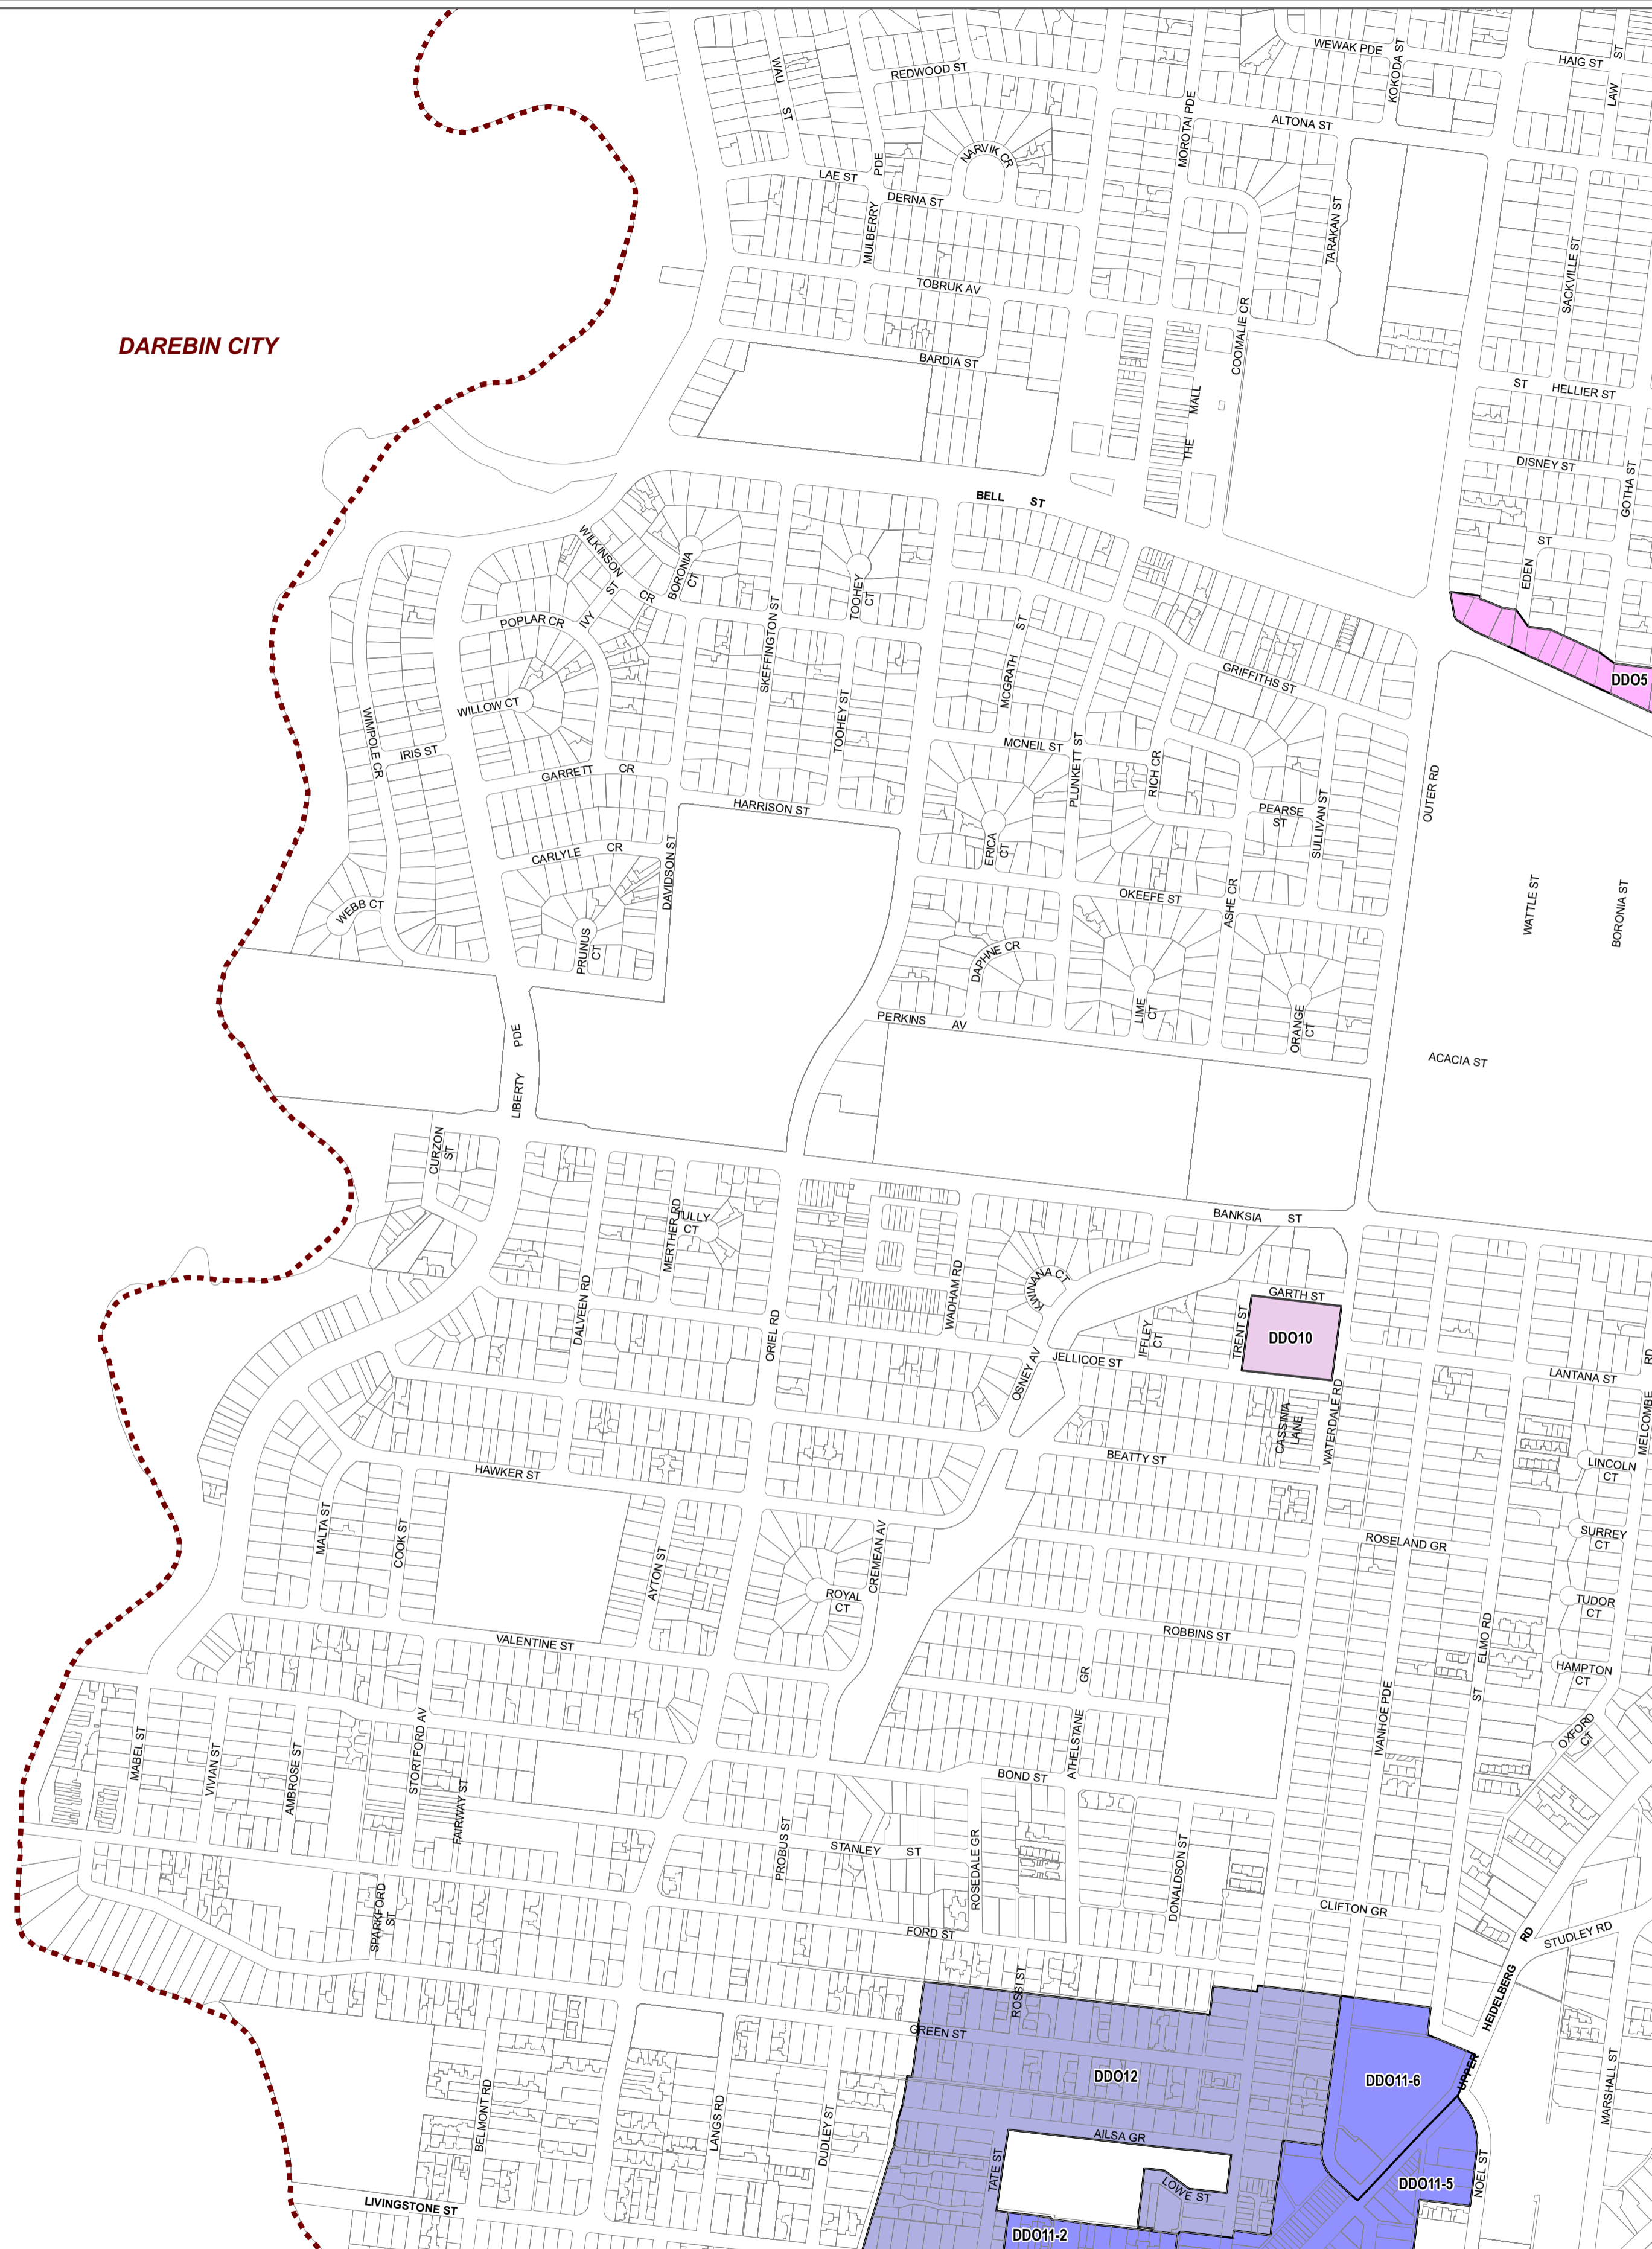 WEWAK PDE
KOKODA ST
HAIG ST
LAW
ST
WAU
ST
REDWOOD ST
MOROTAI PDE
ALTONA ST
NARVIK CR
PDE
LAE ST
DERNA ST
MULBERRY
TARAKAN ST
SACKVILLE ST
TOBRUK AV
COOMALIE CR
DAREBIN CITY
BARDIA ST
THE
MALL
ST
HELLIER ST
DISNEY ST
GOTHA ST
BELL
ST
WILKINSON
CR
BORONIA
CT
TOOHEY
CT
ST
EDEN
POPLAR CR
IVY
ST
SKEFFINGTON ST
MCGRATH
ST
GRIFFITHS ST
DDO5
WILLOW CT
TOOHEY ST
WIMPOLE CR
IRIS ST
GARRETT
CR
MCNEIL ST
PLUNKETT ST
RICH CR
OUTER RD
HARRISON ST
PEARSE
ST
SULLIVAN ST
CARLYLE
CR
ERICA
CT
DAVIDSON ST
WEBB CT
OKEEFE ST
ASHE CR
WATTLE ST
BORONIA ST
PRUNUS
CT
DAPHNE CR
LIME
CT
ORANGE
CT
PERKINS
AV
LIBERTY
PDE
ACACIA ST
CURZON
ST
MERTHER RD
TULLY
CT
BANKSIA
ST
WADHAM RD
KWINANA CT
GARTH ST
DDO10
DALVEEN RD
ORIEL RD
IFFLEY
CT
TRENT ST
JELLICOE ST
OSNEY AV
LANTANA ST
RD
MELCOMBE
WATERDALE RD
CASSINIA
LANE
HAWKER ST
BEATTY ST
LINCOLN
CT
MALTA ST
COOK ST
AYTON ST
CREMEAN AV
ROSELAND GR
SURREY
CT
ROYAL
CT
TUDOR
CT
VALENTINE ST
ROBBINS ST
ELMO RD
ST
HAMPTON
CT
GR
ATHELSTANE
IVANHOE PDE
OXFORD
CT
MABEL ST
VIVIAN ST
AMBROSE ST
STORTFORD AV
FAIRWAY ST
BOND ST
PROBUS ST
STANLEY
ST
ROSEDALE GR
DONALDSON ST
SPARKFORD
ST
CLIFTON GR
FORD ST
STUDLEY RD
UPPER
HEIDELBERG
RD
ROSSI ST
GREEN ST
DDO12
DDO11-6
BELMONT RD
LANGS RD
DUDLEY ST
MARSHALL ST
AILSA GR
TATE ST
LOWE ST
DDO11-5
NOEL ST
LIVINGSTONE ST
DDO11-2